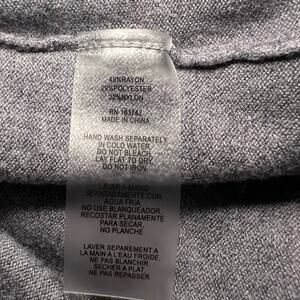 49%RAYON
29%POLYESTER
22%NYLON
RN 163742
MADE IN CHINA
HAND WASH SEPARATELY
IN COLD WATER,
DO NOT BLEACH,
LAY FLAT TO DRY,
DO NOT IRON
LAVAR A MANO
SEPARADAMENTE CON
AGUA FRIA,
NO USE BLANQUEADOR,
RECOSTAR PLANAMENTE
PARA SECAR,
NO PLANCHAR
LAVER SEPAREMENT A
LA MAIN A L'EAU FROIDE,
NE PAS BLANCHIR,
SECHER A PLAT
NE PAS REPASSER